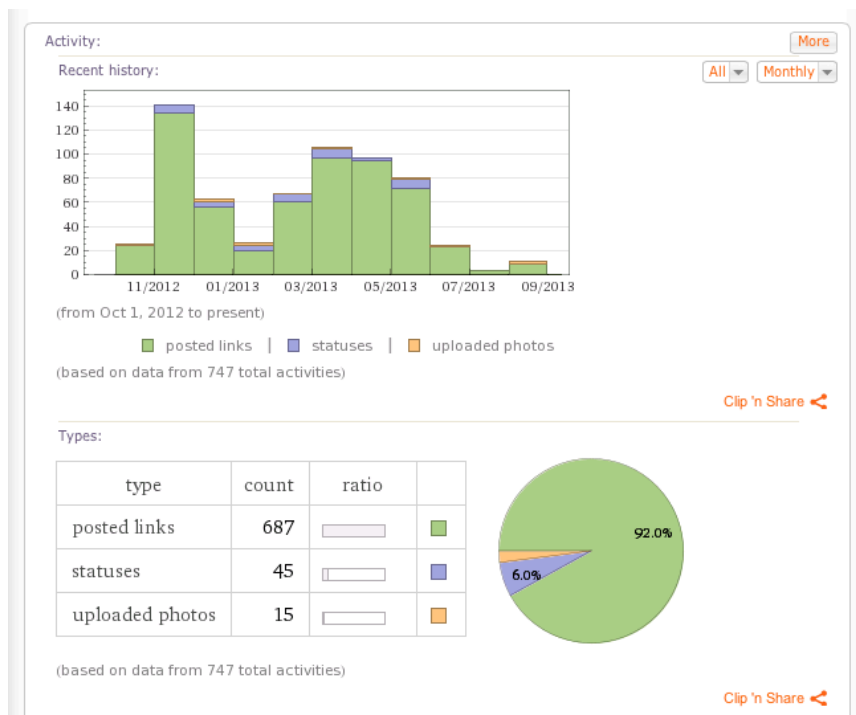 Activity:
More
Recent history:
All
Monthly
140
120
100
80
60
40
20
0
11/2012 01/2013 03/2013 05/2013 07/2013 09/2013
(from Oct 1, 2012 to present)
posted links | statuses | uploaded photos
(based on data from 747 total activities)
Clip 'n Share
Types:
type count ratio
posted links 687
statuses 45
uploaded photos 15
92.0%
6.0%
(based on data from 747 total activities)
Clip 'n Share